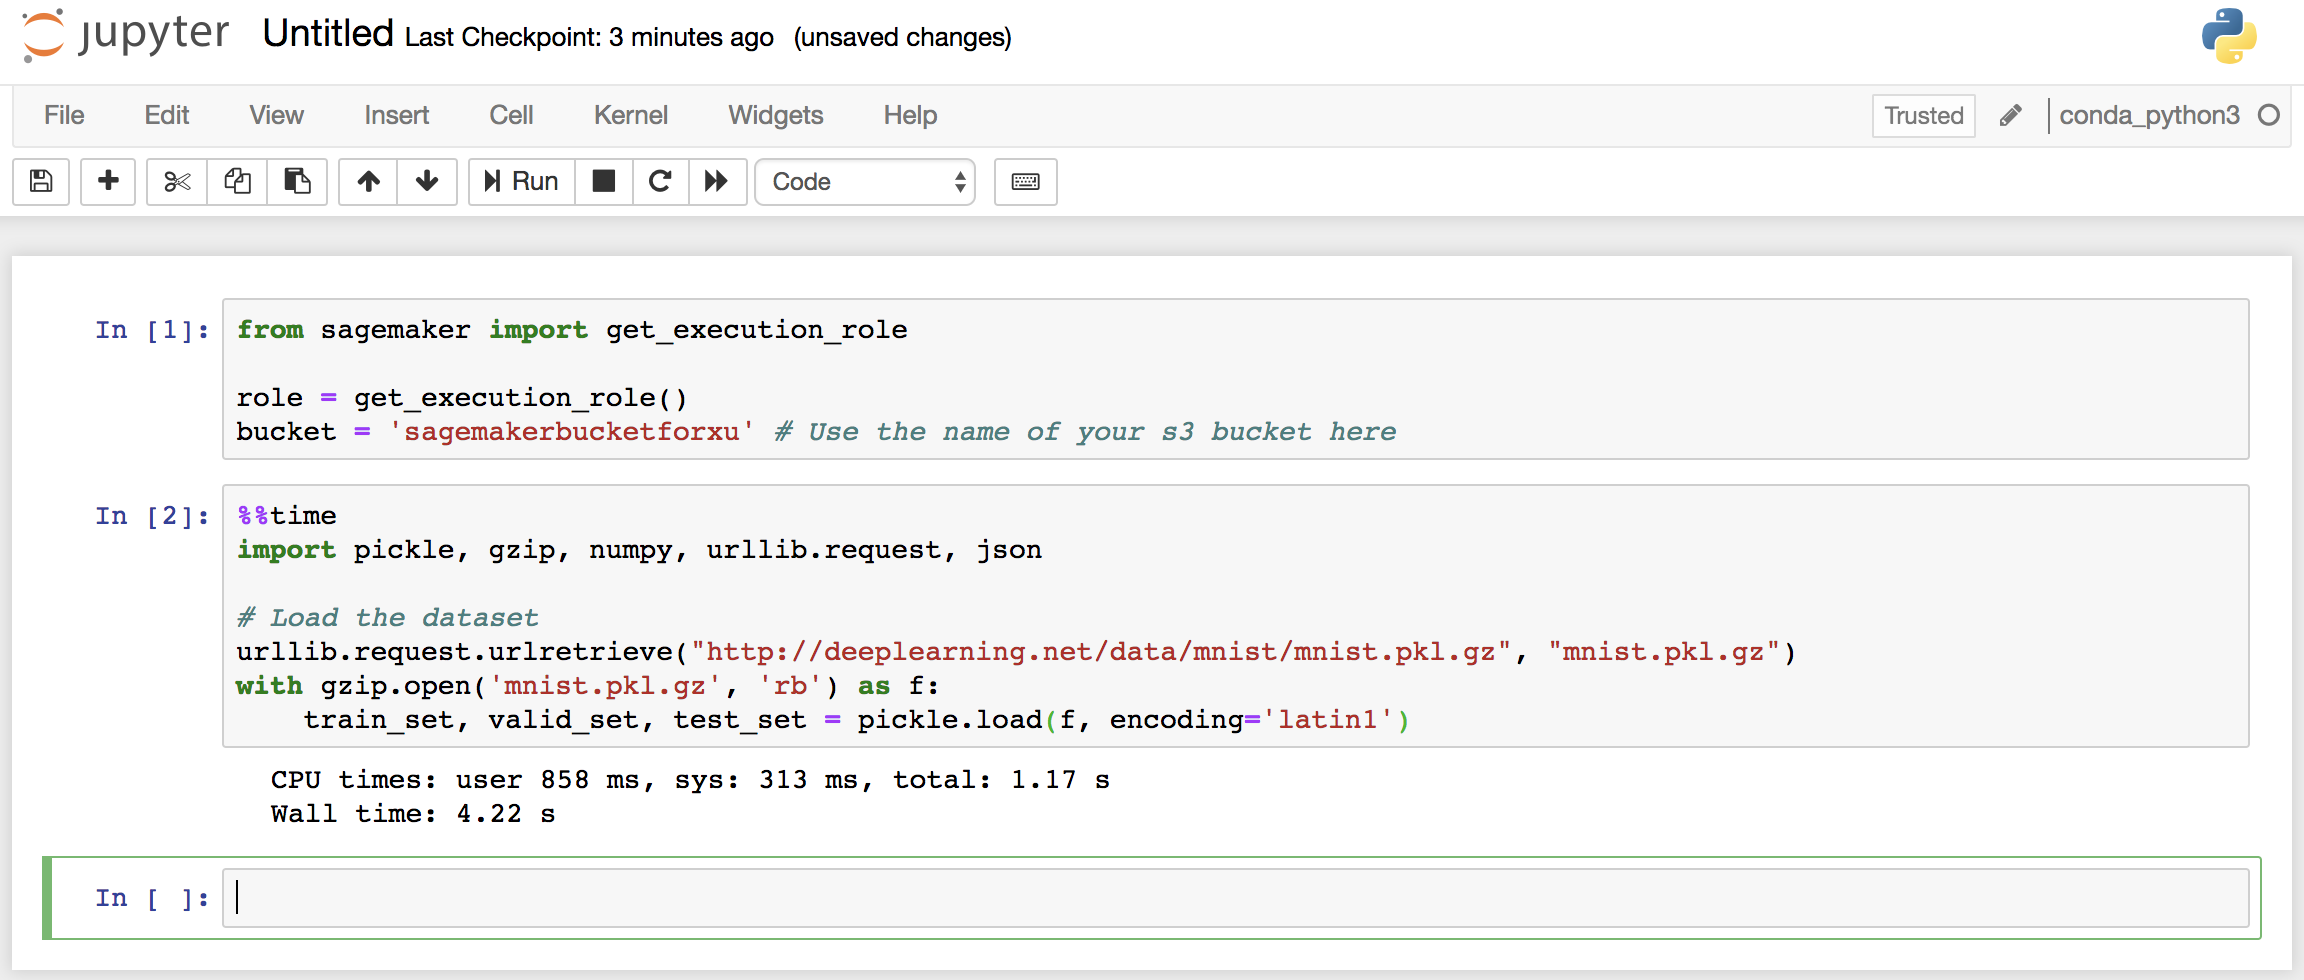 jupyter Untitled Last Checkpoint: 3 minutes ago (unsaved changes)
File Edit View Insert Cell Kernel Widgets Help Trusted conda_python3
Run Code
In [1]: from sagemaker import get_execution_role
role = get_execution_role()
bucket = 'sagemakerbucketforxu' # Use the name of your s3 bucket here
In [2]: %%time
import pickle, gzip, numpy, urllib.request, json
# Load the dataset
urllib.request.urlretrieve("http://deeplearning.net/data/mnist/mnist.pkl.gz", "mnist.pkl.gz")
with gzip.open('mnist.pkl.gz', 'rb') as f:
    train_set, valid_set, test_set = pickle.load(f, encoding='latin1')
CPU times: user 858 ms, sys: 313 ms, total: 1.17 s
Wall time: 4.22 s
In [ ]: